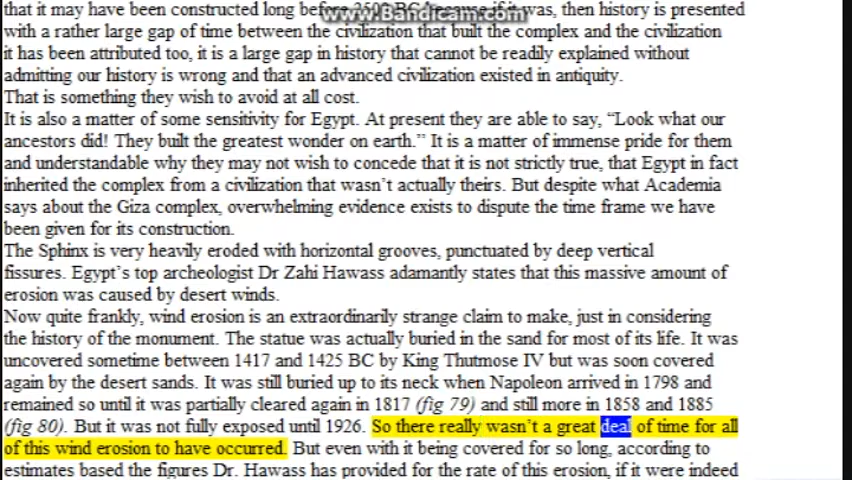 that it may have been constructed long before 2500 BC because if it was, then history is presented
www.Bandicam.com
with a rather large gap of time between the civilization that built the complex and the civilization
it has been attributed too, it is a large gap in history that cannot be readily explained without
admitting our history is wrong and that an advanced civilization existed in antiquity.
That is something they wish to avoid at all cost.
It is also a matter of some sensitivity for Egypt. At present they are able to say, “Look what our
ancestors did! They built the greatest wonder on earth.” It is a matter of immense pride for them
and understandable why they may not wish to concede that it is not strictly true, that Egypt in fact
inherited the complex from a civilization that wasn’t actually theirs. But despite what Academia
says about the Giza complex, overwhelming evidence exists to dispute the time frame we have
been given for its construction.
The Sphinx is very heavily eroded with horizontal grooves, punctuated by deep vertical
fissures. Egypt’s top archeologist Dr Zahi Hawass adamantly states that this massive amount of
erosion was caused by desert winds.
Now quite frankly, wind erosion is an extraordinarily strange claim to make, just in considering
the history of the monument. The statue was actually buried in the sand for most of its life. It was
uncovered sometime between 1417 and 1425 BC by King Thutmose IV but was soon covered
again by the desert sands. It was still buried up to its neck when Napoleon arrived in 1798 and
remained so until it was partially cleared again in 1817 (fig 79) and still more in 1858 and 1885
(fig 80). But it was not fully exposed until 1926. So there really wasn’t a great deal of time for all
of this wind erosion to have occurred. But even with it being covered for so long, according to
estimates based the figures Dr. Hawass has provided for the rate of this erosion, if it were indeed